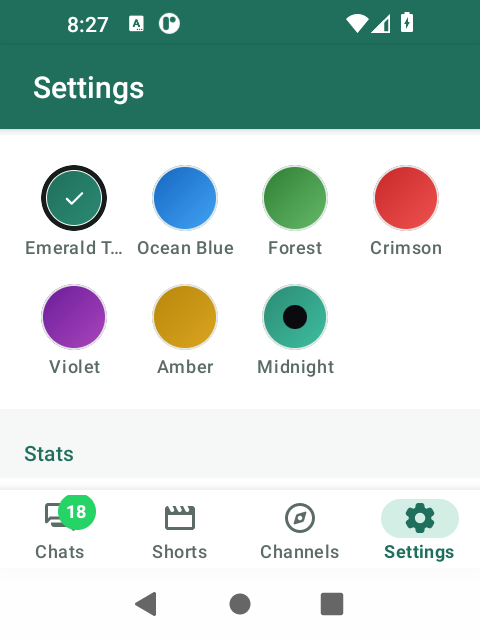 8:27
Settings
Emerald T...
Ocean Blue
Forest
Crimson
Violet
Amber
Midnight
Stats
18
Chats
Shorts
Channels
Settings